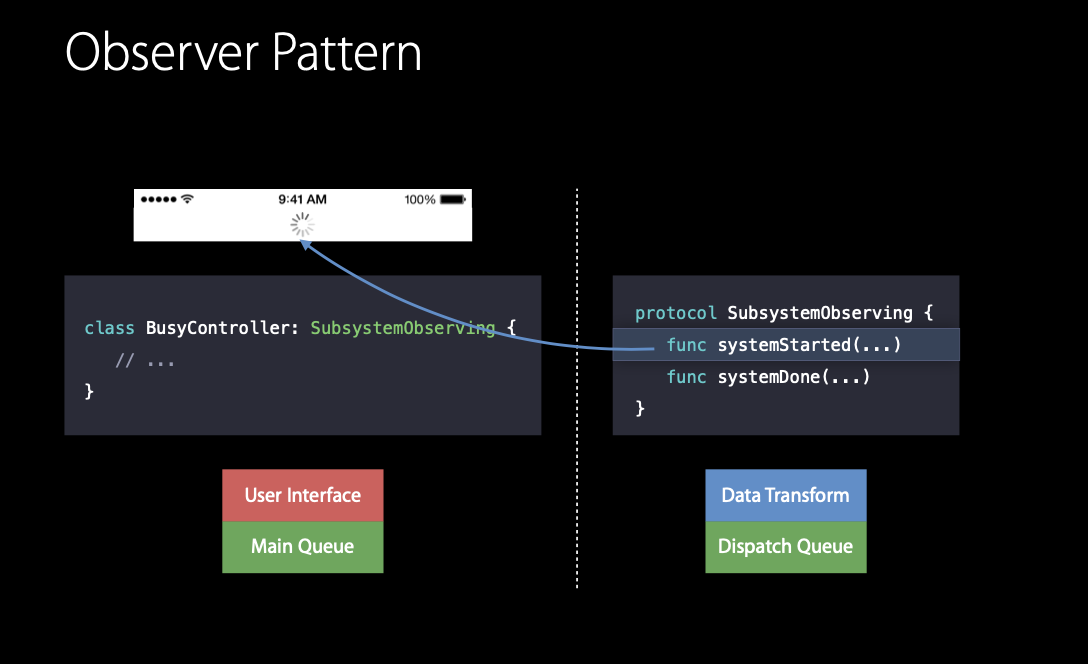 Observer Pattern
9:41 AM
100%
class BusyController: SubsystemObserving {
// ...
}
protocol SubsystemObserving {
func systemStarted(...)
func systemDone(...)
}
User Interface
Main Queue
Data Transform
Dispatch Queue